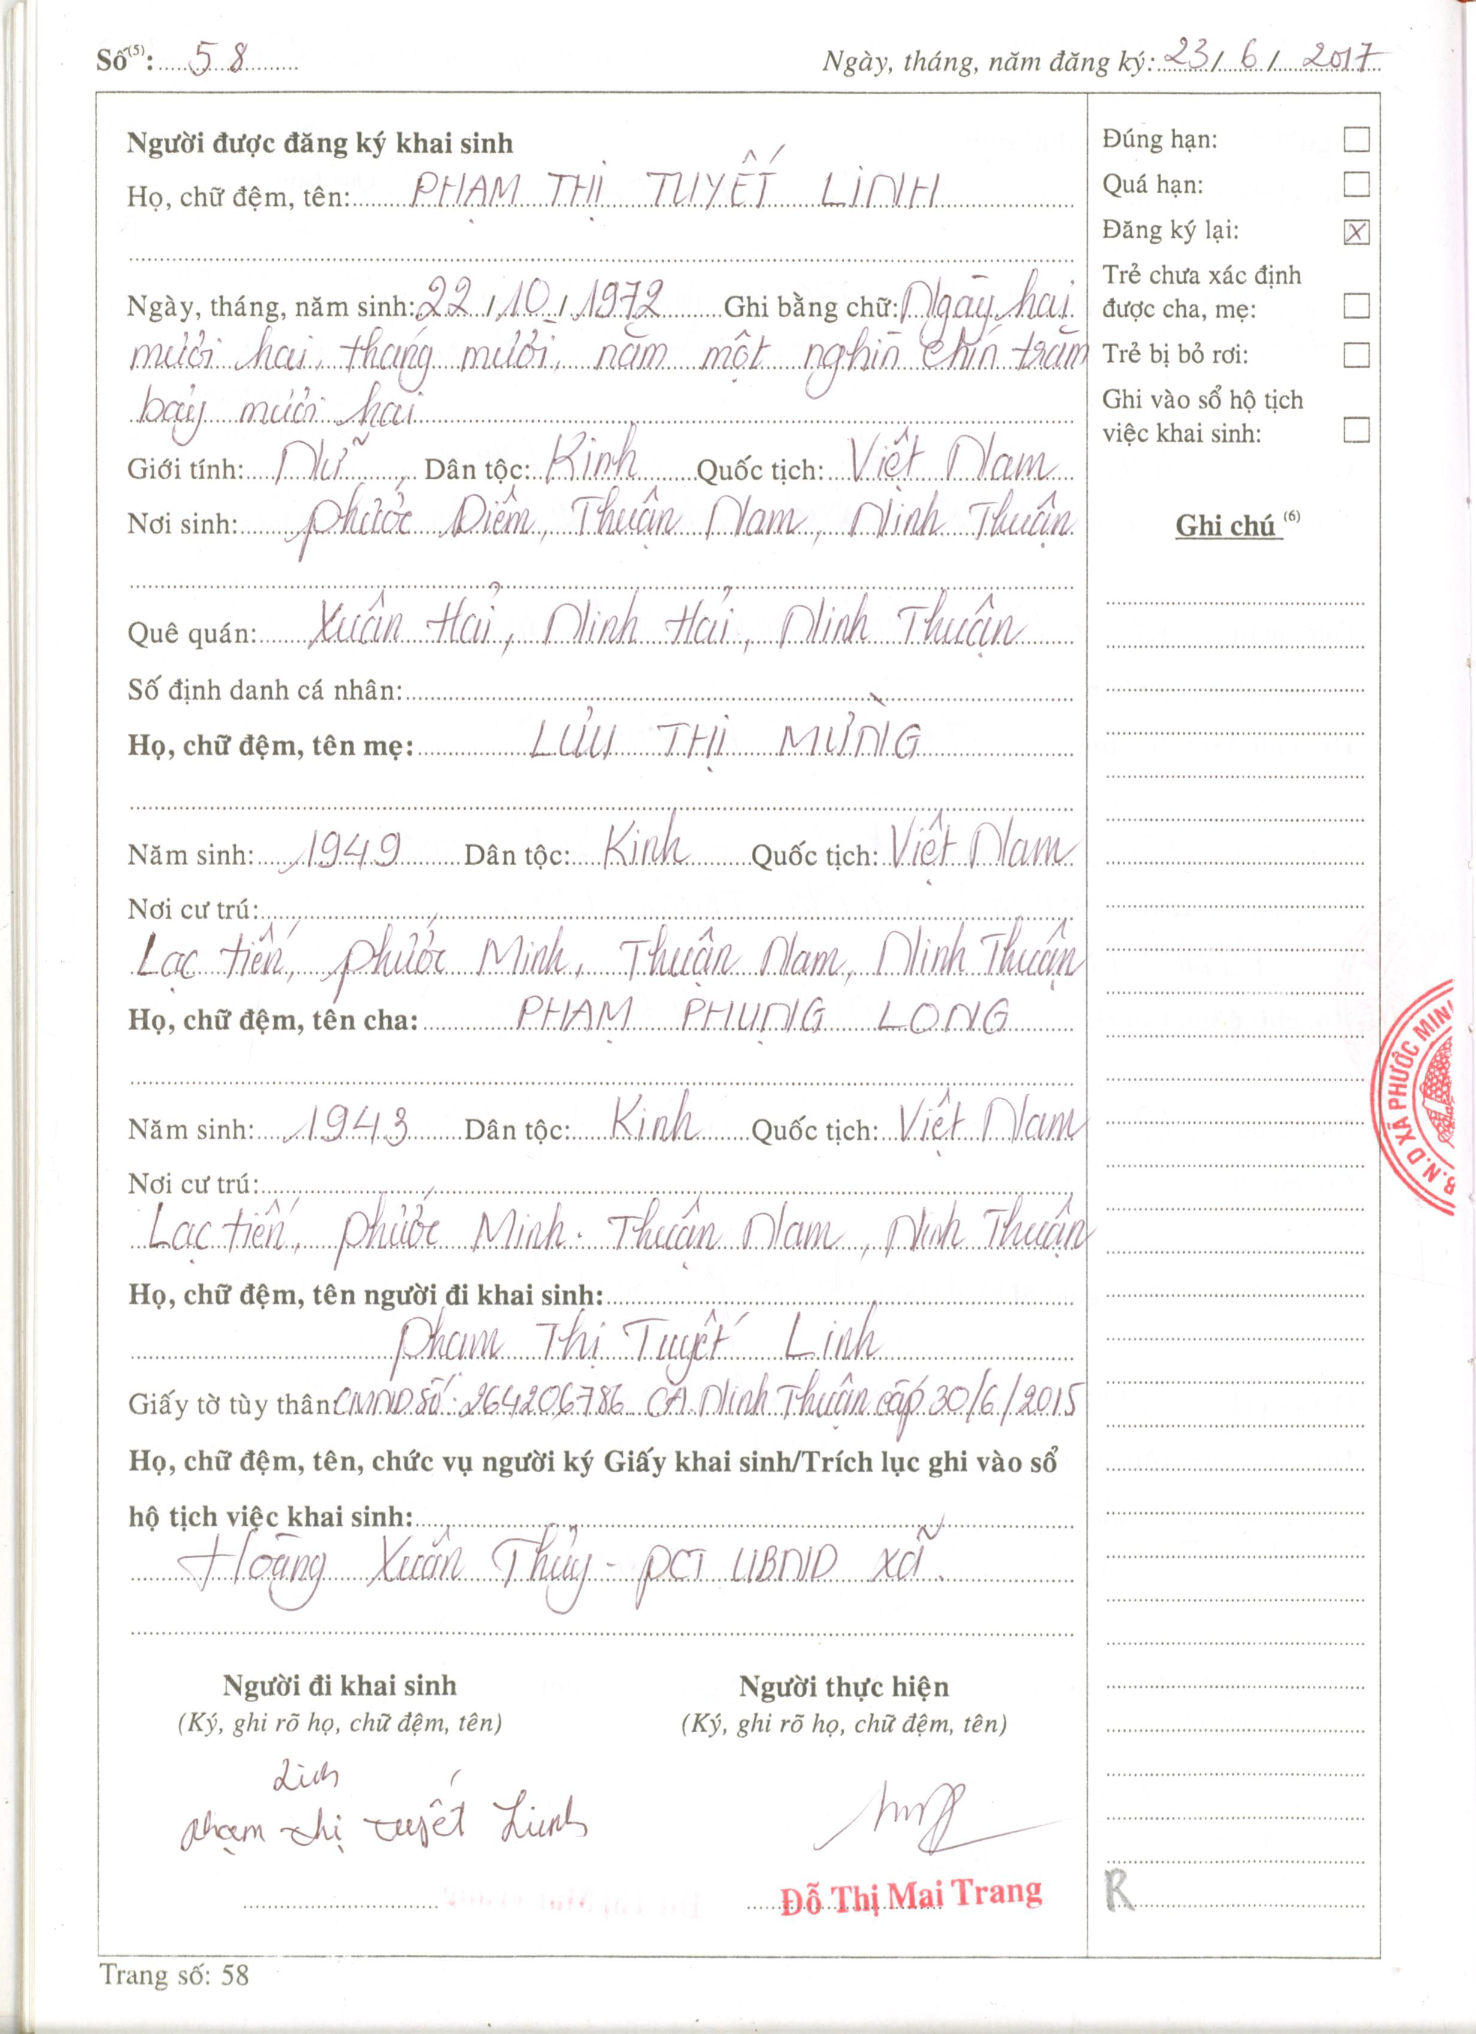 Số(5): 58
Ngày, tháng, năm đăng ký: 23/ 6 / 2017
Người được đăng ký khai sinh
Họ, chữ đệm, tên: PHẠM THỊ TUYẾT LINH
Ngày, tháng, năm sinh: 22 / 10 / 1972 Ghi bằng chữ: Ngày hai
mươi hai, tháng mười, năm một nghìn chín trăm
bảy mươi hai
Giới tính: Nữ, Dân tộc: Kinh Quốc tịch: Việt Nam
Nơi sinh: Phước Diêm, Thuận Nam, Ninh Thuận
Quê quán: Xuân Hải, Ninh Hải, Ninh Thuận
Số định danh cá nhân:
Họ, chữ đệm, tên mẹ: LƯU THỊ MỪNG
Năm sinh: 1949 Dân tộc: Kinh Quốc tịch: Việt Nam
Nơi cư trú:
Lạc tiến, Phước Minh, Thuận Nam, Ninh Thuận
Họ, chữ đệm, tên cha: PHẠM PHỤNG LONG
Năm sinh: 1943 Dân tộc: Kinh Quốc tịch: Việt Nam
Nơi cư trú:
Lạc tiến, Phước Minh. Thuận Nam, Ninh Thuận
Họ, chữ đệm, tên người đi khai sinh:
Phạm Thị Tuyết Linh
Giấy tờ tùy thân: CMND số: 264206786 CA Ninh Thuận cấp 30/6/2015
Họ, chữ đệm, tên, chức vụ người ký Giấy khai sinh/Trích lục ghi vào sổ
hộ tịch việc khai sinh:
Hoàng Xuân Thủy - PCT UBND xã.
Người đi khai sinh
(Ký, ghi rõ họ, chữ đệm, tên)
Linh
Phạm Thị Tuyết Linh
Người thực hiện
(Ký, ghi rõ họ, chữ đệm, tên)
Đỗ Thị Mai Trang
Đúng hạn:
Quá hạn:
Đăng ký lại: X
Trẻ chưa xác định
được cha, mẹ:
Trẻ bị bỏ rơi:
Ghi vào sổ hộ tịch
việc khai sinh:
Ghi chú (6)
B.N.D XÃ PHƯỚC MINH
R
Trang số: 58